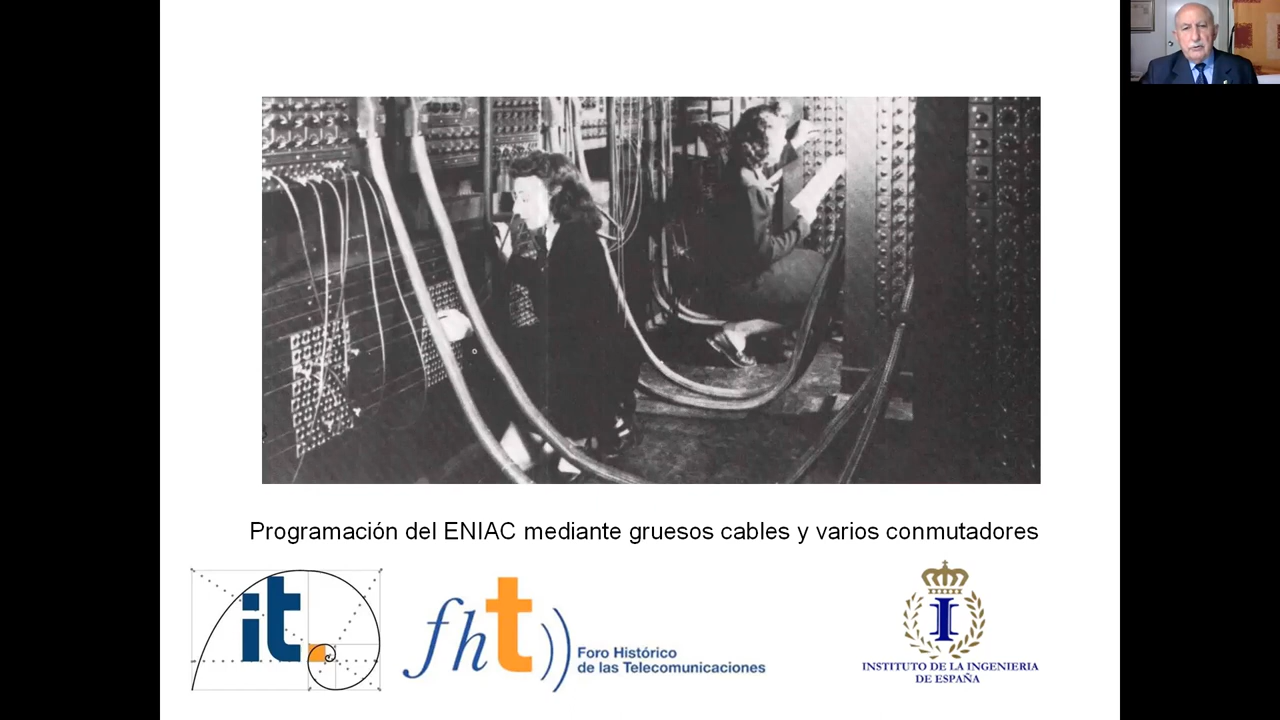 Programación del ENIAC mediante gruesos cables y varios conmutadores
it
fht
Foro Histórico
de las Telecomunicaciones
I
INSTITUTO DE LA INGENIERIA
DE ESPAÑA